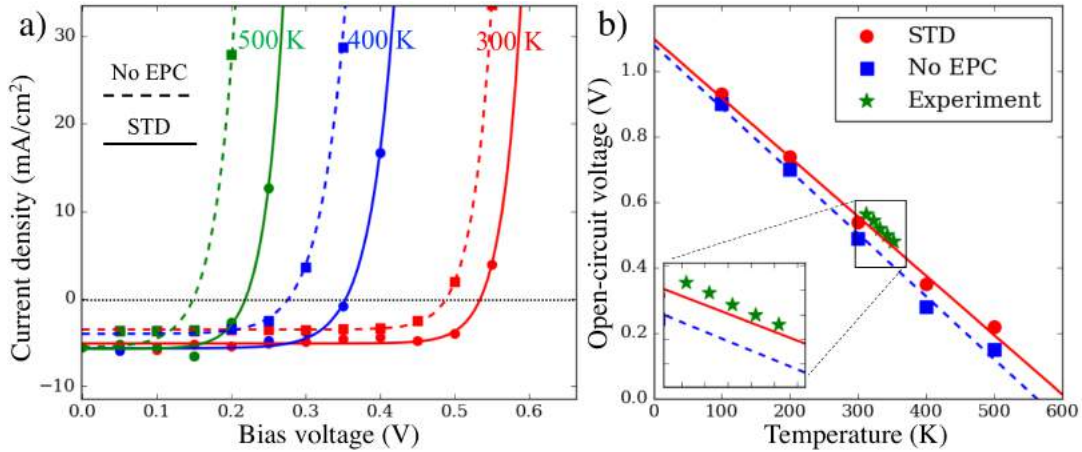 a)
500 K
400 K
300 K
No EPC
STD
30
20
10
0
−10
0.0
0.1
0.2
0.3
0.4
0.5
0.6
Current density (mA/cm²)
Bias voltage (V)
b)
STD
No EPC
Experiment
1.0
0.8
0.6
0.4
0.2
0.0
0
100
200
300
400
500
600
Open-circuit voltage (V)
Temperature (K)